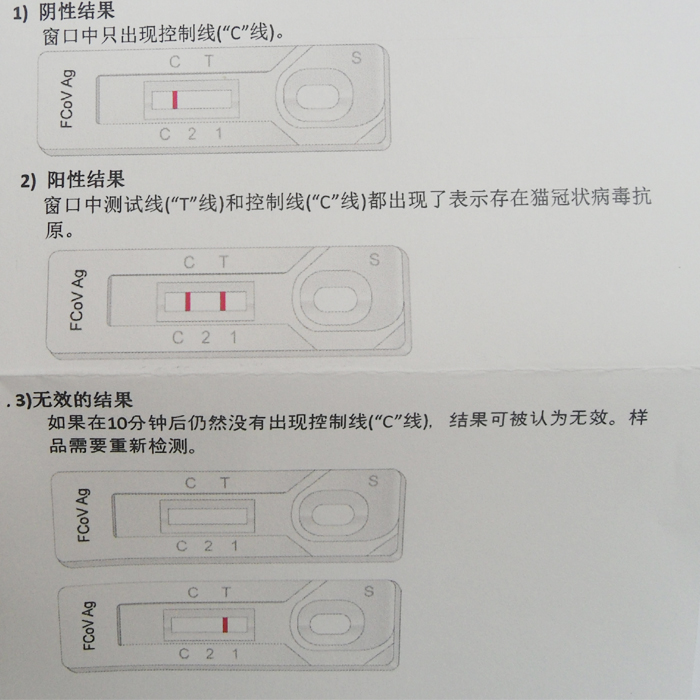 1) 阴性结果
窗口中只出现控制线(“C”线)。
C T S
FCoV Ag
C 2 1
2) 阳性结果
窗口中测试线(“T”线)和控制线(“C”线)都出现了表示存在猫冠状病毒抗
原。
C T S
FCoV Ag
C 2 1
.3)无效的结果
如果在10分钟后仍然没有出现控制线(“C”线), 结果可被认为无效。样
品需要重新检测。
C T S
FCoV Ag
C 2 1
C T S
FCoV Ag
C 2 1